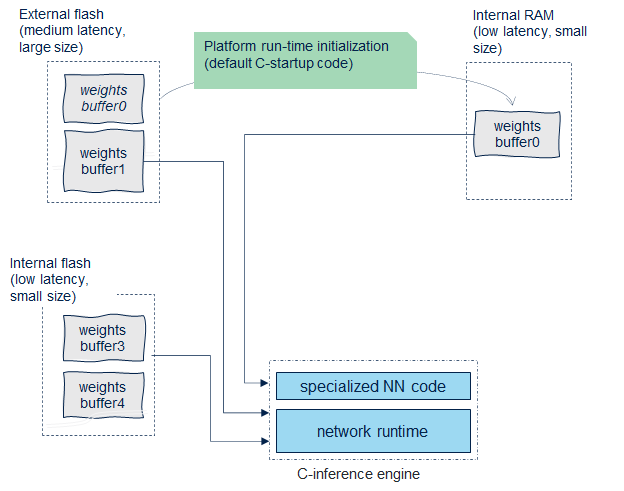 External flash
(medium latency,
large size)
weights
buffer0
weights
buffer1
Platform run-time initialization
(default C-startup code)
Internal RAM
(low latency, small
size)
weights
buffer0
Internal flash
(low latency,
small size)
weights
buffer3
weights
buffer4
specialized NN code
network runtime
C-inference engine